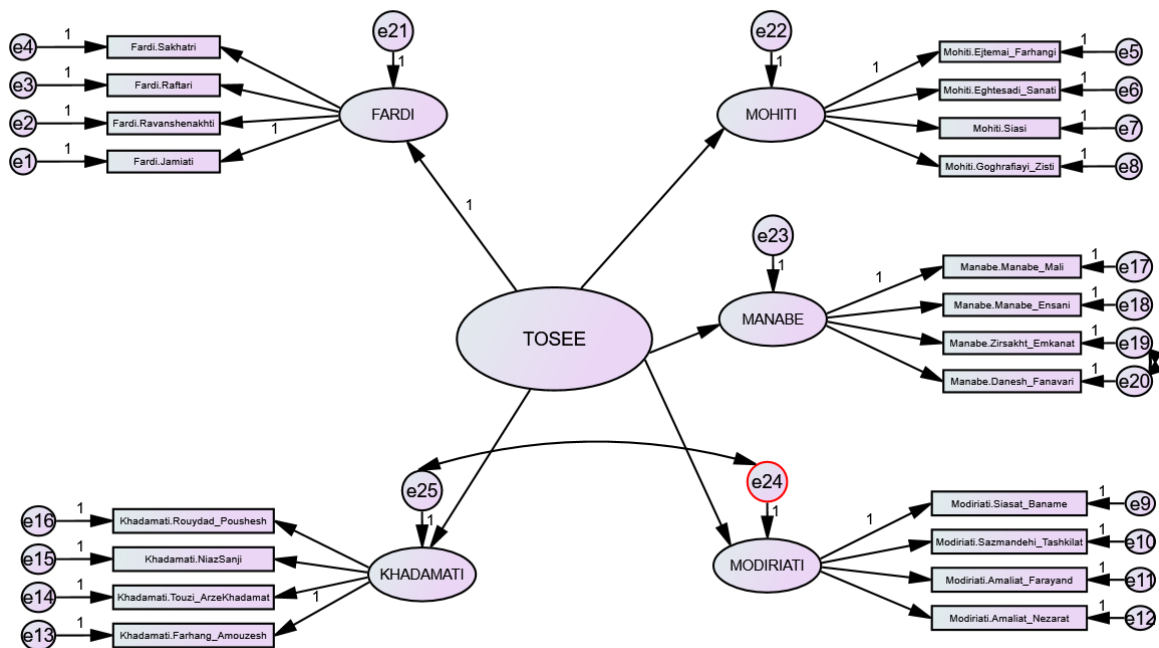 e21
e22
e4
1
Fardi.Sakhatri
1
1
Mohiti.Ejtemai_Farhangi
1
e5
e3
1
Fardi.Raftari
1
Mohiti.Eghtesadi_Sanati
1
e6
e2
1
Fardi.Ravanshenakhti
FARDI
MOHITI
Mohiti.Siasi
1
e7
e1
1
Fardi.Jamiati
1
Mohiti.Goghrafiayi_Zisti
1
e8
1
e23
1
1
Manabe.Manabe_Mali
1
e17
Manabe.Manabe_Ensani
1
e18
TOSEE
MANABE
Manabe.Zirsakht_Emkanat
1
e19
Manabe.Danesh_Fanavari
1
e20
e25
e24
e16
1
Khadamati.Rouydad_Poushesh
1
1
1
Modiriati.Siasat_Baname
1
e9
e15
1
Khadamati.NiazSanji
Modiriati.Sazmandehi_Tashkilat
1
e10
KHADAMATI
MODIRIATI
Modiriati.Amaliat_Farayand
1
e11
e14
1
Khadamati.Touzi_ArzeKhadamat
1
Modiriati.Amaliat_Nezarat
1
e12
e13
1
Khadamati.Farhang_Amouzesh